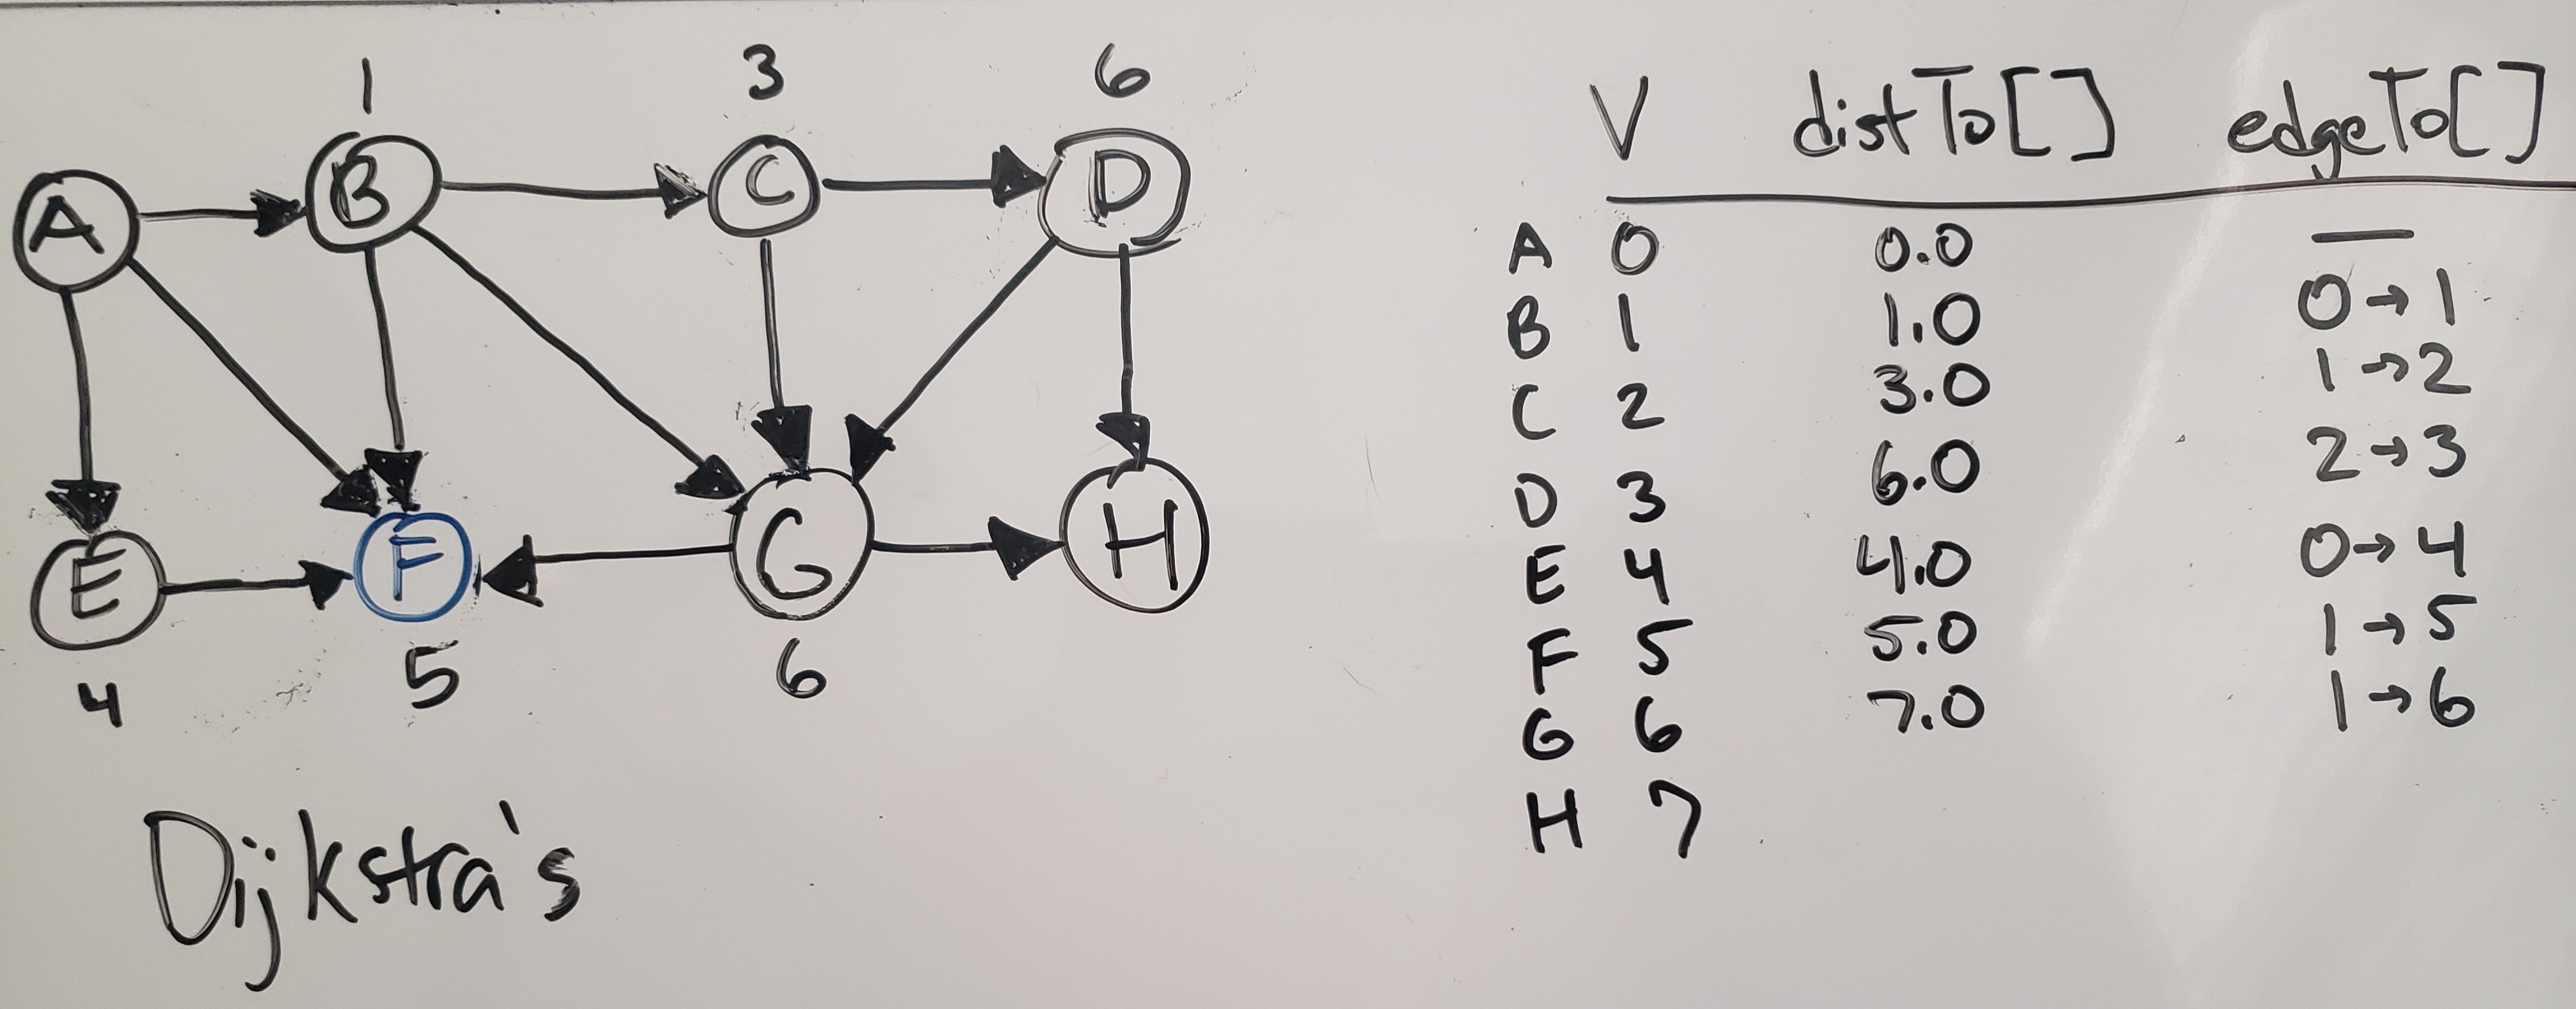 1 3 6
A B C D
E F G H
4 5 6
Dijkstra's
V distTo[] edgeTo[]
A 0 0.0 —
B 1 1.0 0→1
C 2 3.0 1→2
D 3 6.0 2→3
E 4 4.0 0→4
F 5 5.0 1→5
G 6 7.0 1→6
H 7